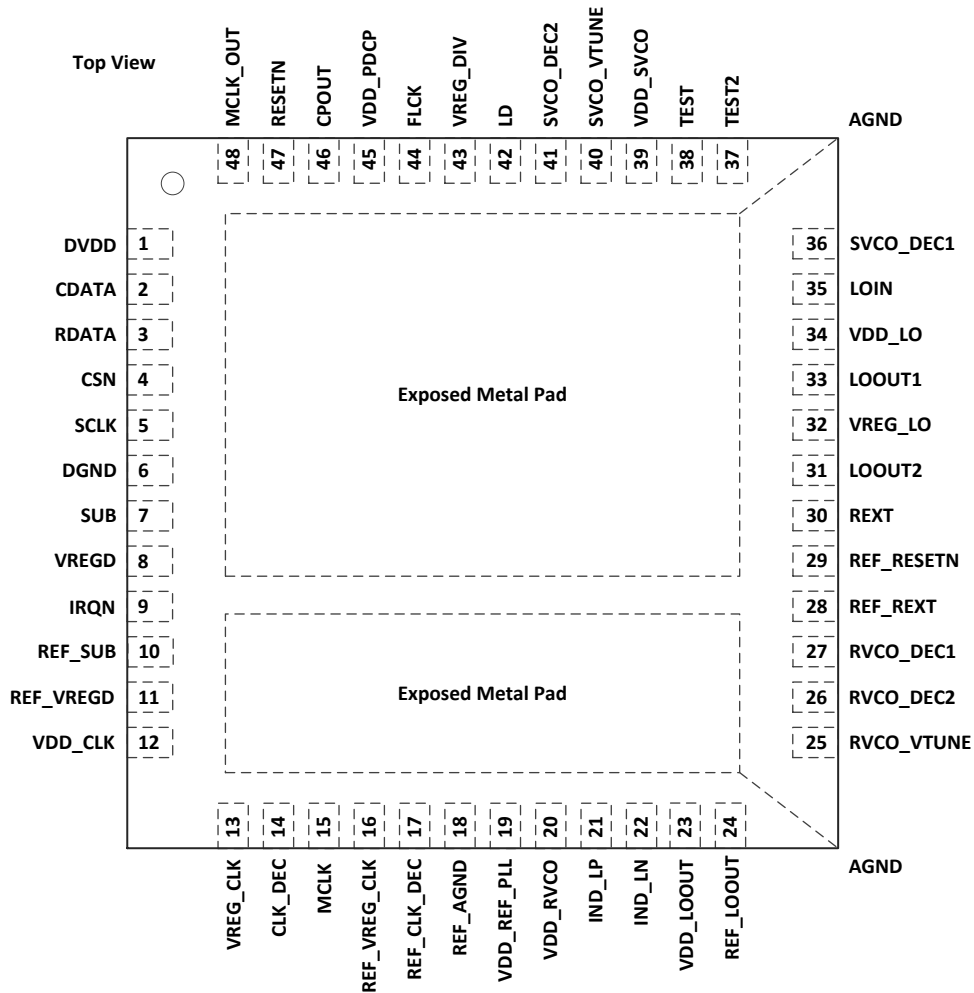 Top View
MCLK_OUT
RESETN
CPOUT
VDD_PDCP
FLCK
VREG_DIV
LD
SVCO_DEC2
SVCO_VTUNE
VDD_SVCO
TEST
TEST2
AGND
48
47
46
45
44
43
42
41
40
39
38
37
DVDD 1
CDATA 2
RDATA 3
CSN 4
SCLK 5
DGND 6
SUB 7
VREGD 8
IRQN 9
REF_SUB 10
REF_VREGD 11
VDD_CLK 12
Exposed Metal Pad
Exposed Metal Pad
36 SVCO_DEC1
35 LOIN
34 VDD_LO
33 LOOUT1
32 VREG_LO
31 LOOUT2
30 REXT
29 REF_RESETN
28 REF_REXT
27 RVCO_DEC1
26 RVCO_DEC2
25 RVCO_VTUNE
13
14
15
16
17
18
19
20
21
22
23
24
VREG_CLK
CLK_DEC
MCLK
REF_VREG_CLK
REF_CLK_DEC
REF_AGND
VDD_REF_PLL
VDD_RVCO
IND_LP
IND_LN
VDD_LOOUT
REF_LOOUT
AGND